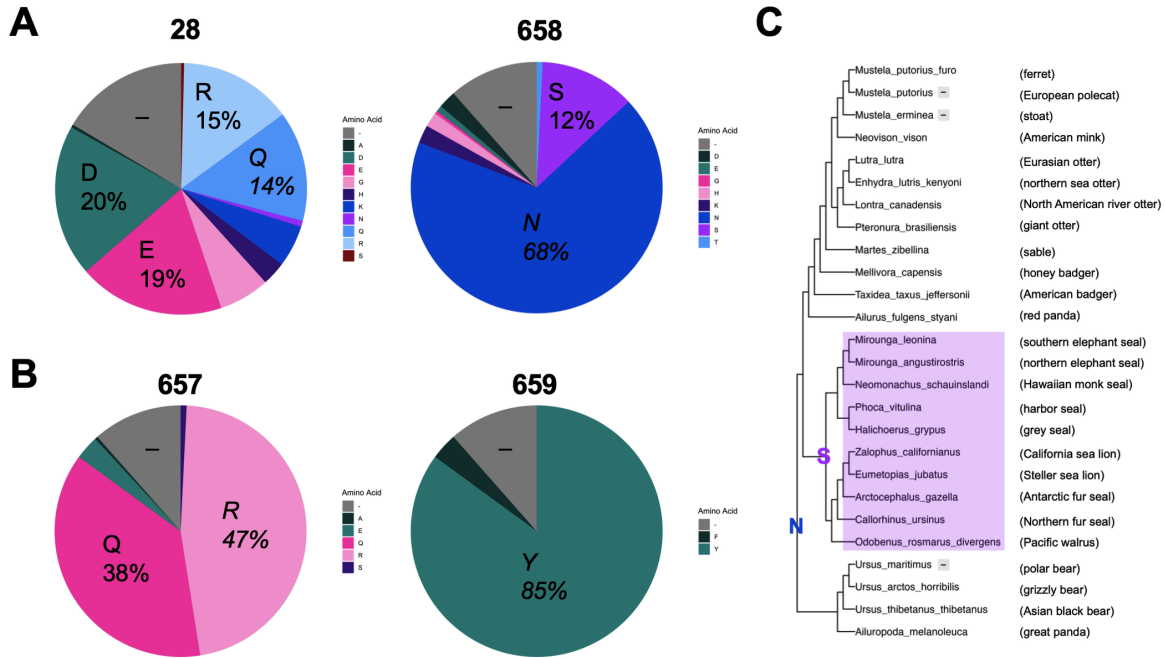 A
28
R
15%
Q
14%
–
D
20%
E
19%
Amino Acid
-
A
D
E
G
H
K
N
Q
R
S
658
S
12%
–
N
68%
Amino Acid
-
D
E
G
H
K
N
S
T
B
657
–
R
47%
Q
38%
Amino Acid
-
A
E
Q
R
S
659
–
Y
85%
Amino Acid
-
F
Y
C
Mustela_putorius_furo (ferret)
Mustela_putorius – (European polecat)
Mustela_erminea – (stoat)
Neovison_vison (American mink)
Lutra_lutra (Eurasian otter)
Enhydra_lutris_kenyoni (northern sea otter)
Lontra_canadensis (North American river otter)
Pteronura_brasiliensis (giant otter)
Martes_zibellina (sable)
Mellivora_capensis (honey badger)
Taxidea_taxus_jeffersonii (American badger)
Ailurus_fulgens_styani (red panda)
Mirounga_leonina (southern elephant seal)
Mirounga_angustirostris (northern elephant seal)
Neomonachus_schauinslandi (Hawaiian monk seal)
Phoca_vitulina (harbor seal)
Halichoerus_grypus (grey seal)
S
Zalophus_californianus (California sea lion)
Eumetopias_jubatus (Steller sea lion)
Arctocephalus_gazella (Antarctic fur seal)
Callorhinus_ursinus (Northern fur seal)
N
Odobenus_rosmarus_divergens (Pacific walrus)
Ursus_maritimus – (polar bear)
Ursus_arctos_horribilis (grizzly bear)
Ursus_thibetanus_thibetanus (Asian black bear)
Ailuropoda_melanoleuca (great panda)